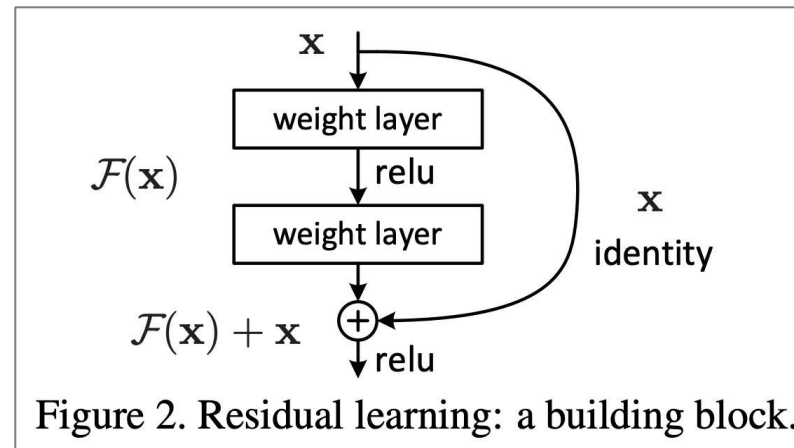 x
weight layer
F(x)
relu
x
weight layer
identity
F(x) + x
+
relu
Figure 2. Residual learning: a building block.